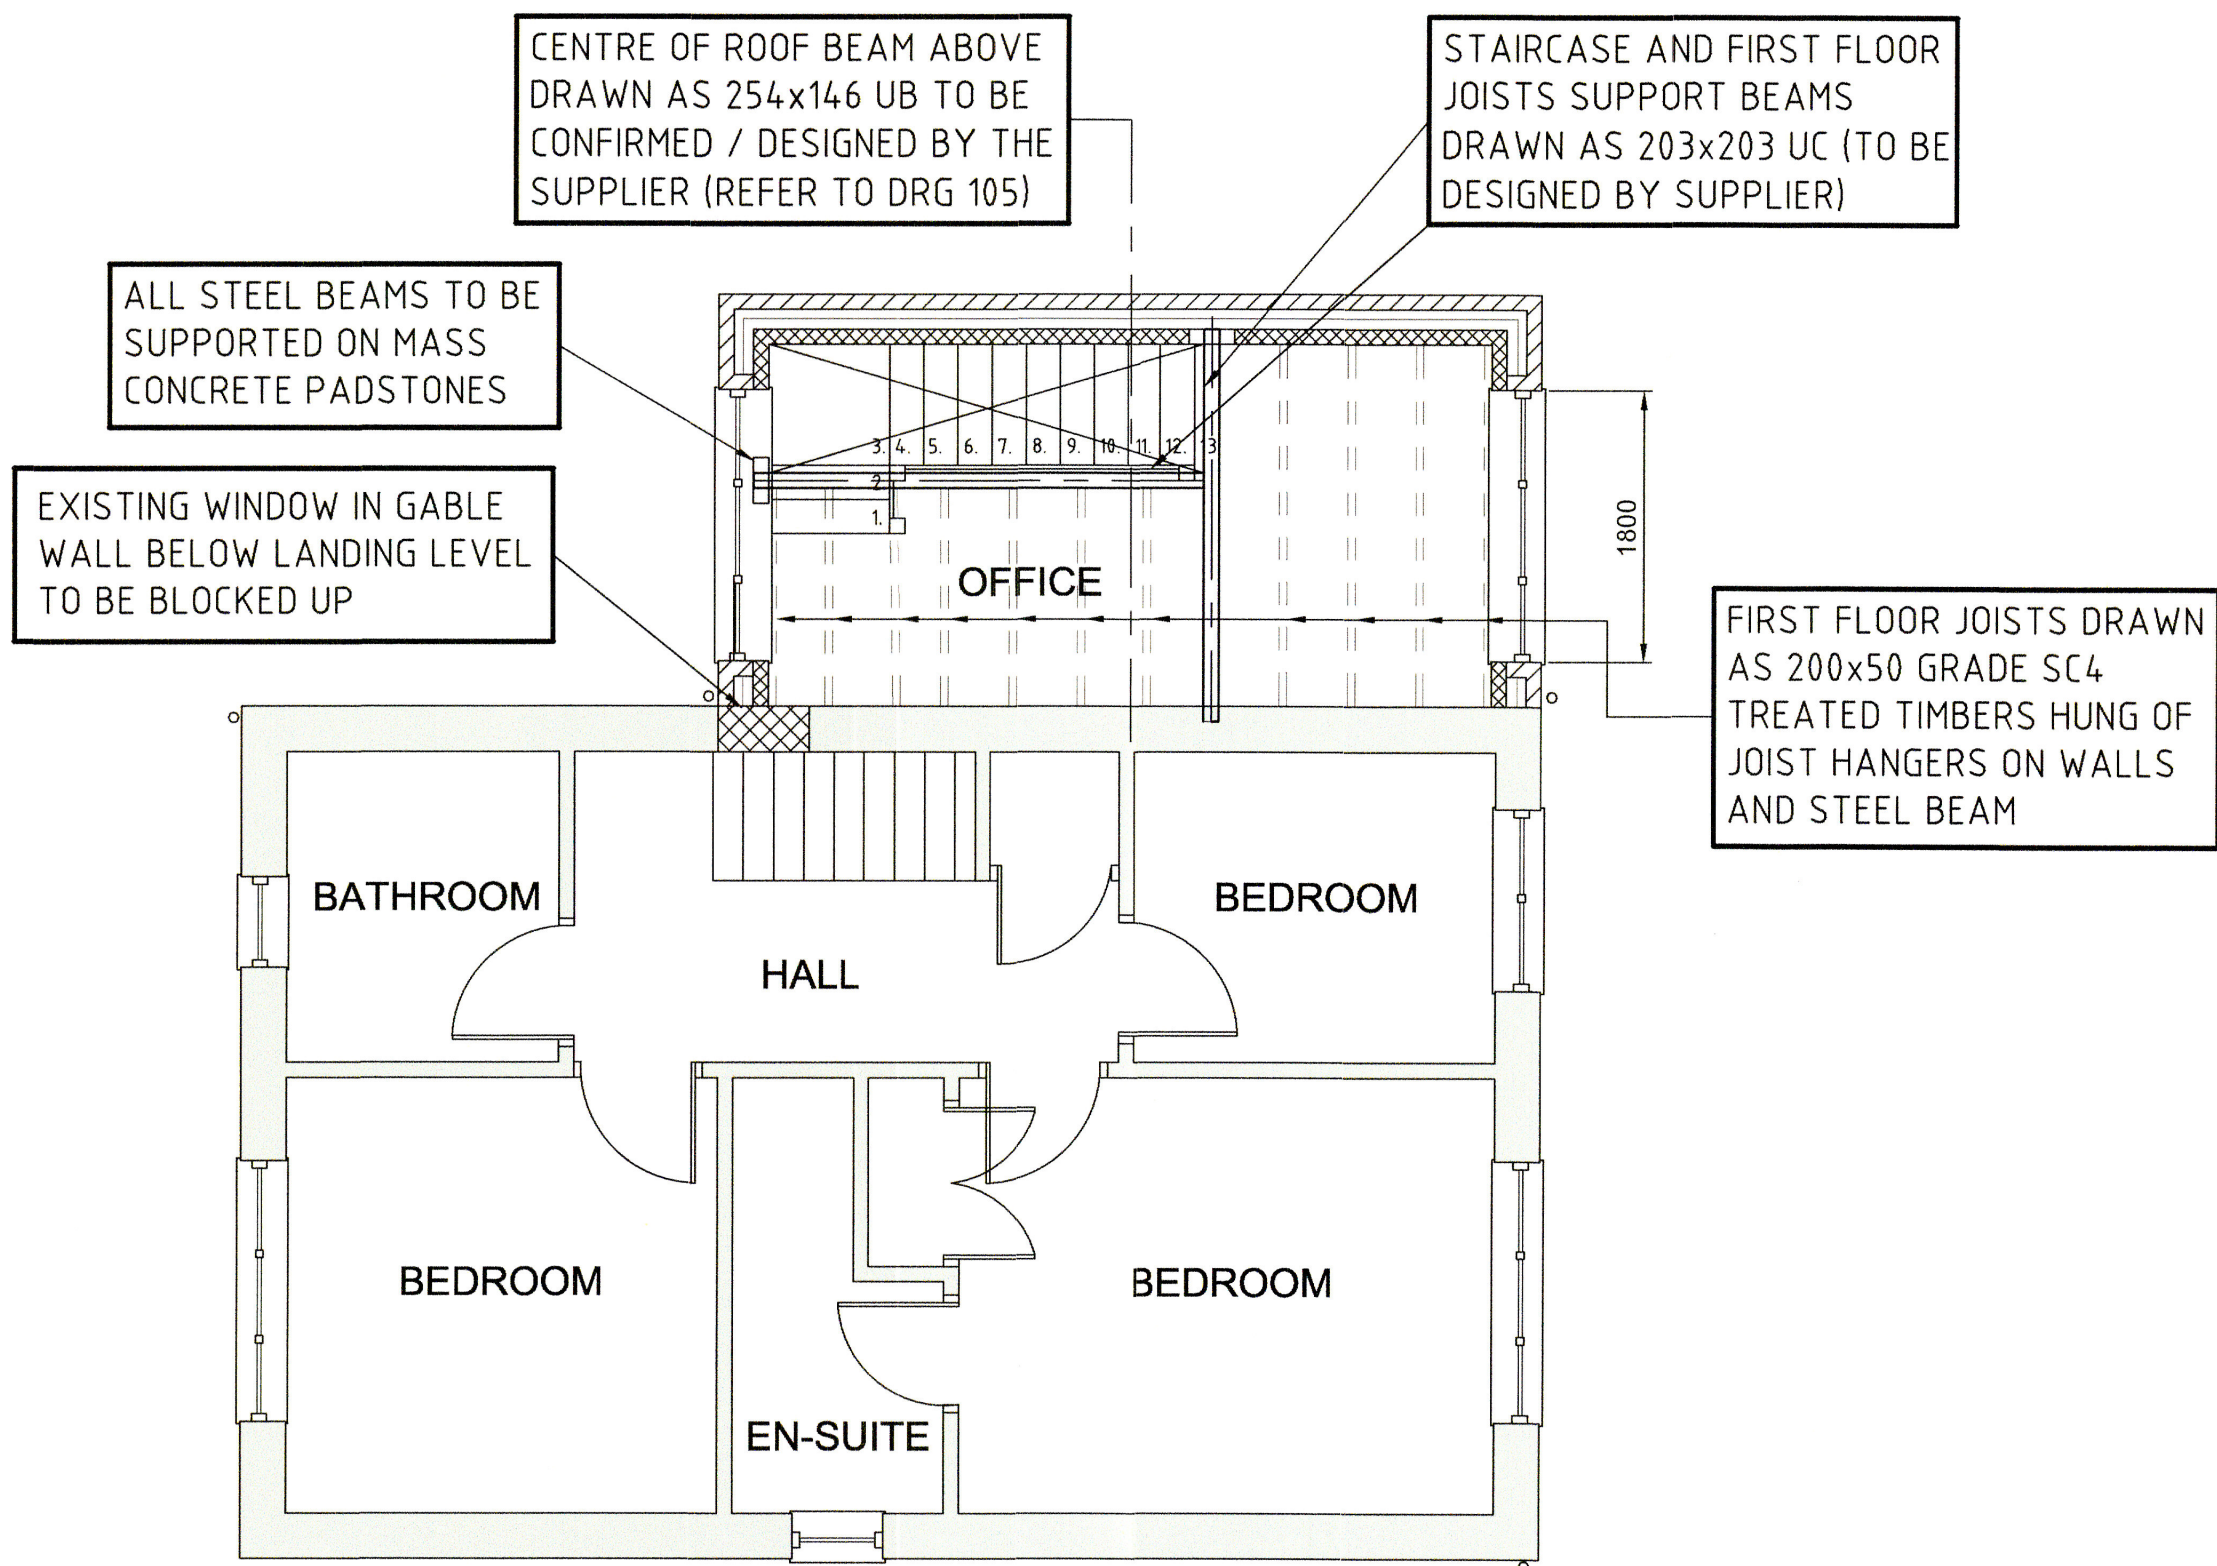 CENTRE OF ROOF BEAM ABOVE
DRAWN AS 254x146 UB TO BE
CONFIRMED / DESIGNED BY THE
SUPPLIER (REFER TO DRG 105)
STAIRCASE AND FIRST FLOOR
JOISTS SUPPORT BEAMS
DRAWN AS 203x203 UC (TO BE
DESIGNED BY SUPPLIER)
ALL STEEL BEAMS TO BE
SUPPORTED ON MASS
CONCRETE PADSTONES
EXISTING WINDOW IN GABLE
WALL BELOW LANDING LEVEL
TO BE BLOCKED UP
3. 4. 5. 6. 7. 8. 9. 10. 11. 12. 13
2.
1.
OFFICE
1800
FIRST FLOOR JOISTS DRAWN
AS 200x50 GRADE SC4
TREATED TIMBERS HUNG OF
JOIST HANGERS ON WALLS
AND STEEL BEAM
BATHROOM
HALL
BEDROOM
BEDROOM
EN-SUITE
BEDROOM